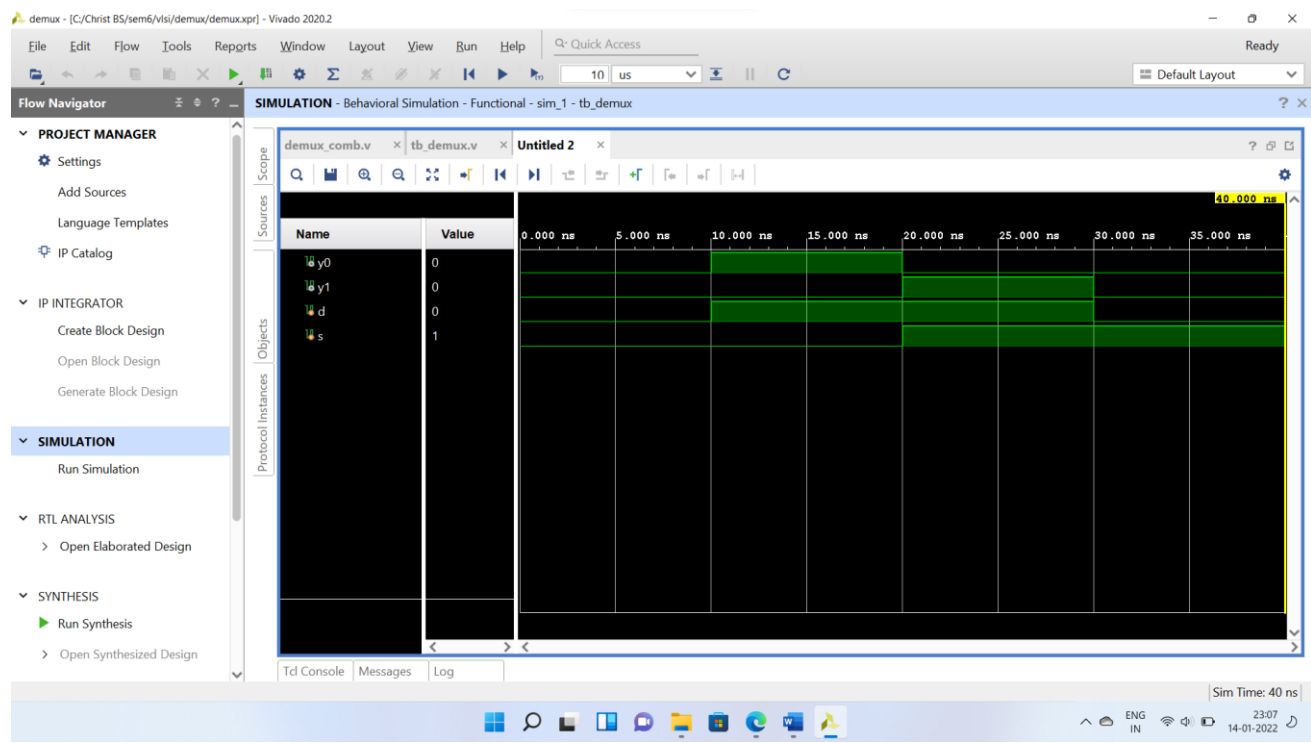 demux - [C:/Christ BS/sem6/vlsi/demux/demux.xpr] - Vivado 2020.2
File Edit Flow Tools Reports Window Layout View Run Help Q- Quick Access Ready
10 us Default Layout
Flow Navigator ? _
SIMULATION - Behavioral Simulation - Functional - sim_1 - tb_demux ? ×
PROJECT MANAGER
Settings
Add Sources
Language Templates
IP Catalog
IP INTEGRATOR
Create Block Design
Open Block Design
Generate Block Design
SIMULATION
Run Simulation
RTL ANALYSIS
> Open Elaborated Design
SYNTHESIS
Run Synthesis
> Open Synthesized Design
Scope
Sources
Objects
Protocol Instances
demux_comb.v × tb_demux.v × Untitled 2 × ?
40.000 ns
Name Value 0.000 ns 5.000 ns 10.000 ns 15.000 ns 20.000 ns 25.000 ns 30.000 ns 35.000 ns
y0 0
y1 0
d 0
s 1
Tcl Console Messages Log
Sim Time: 40 ns
ENG
IN
23:07
14-01-2022